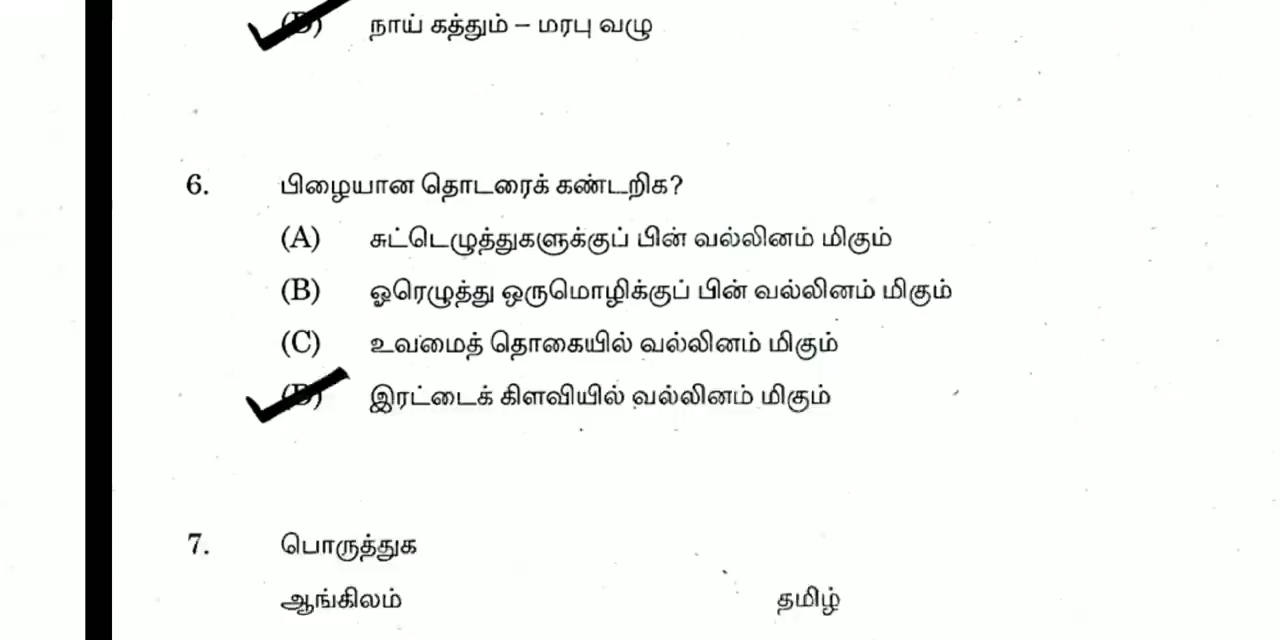 (D) நாய் கத்தும் – மரபு வழு
6. பிழையான தொடரைக் கண்டறிக?
(A) சுட்டெழுத்துகளுக்குப் பின் வல்லினம் மிகும்
(B) ஓரெழுத்து ஒருமொழிக்குப் பின் வல்லினம் மிகும்
(C) உவமைத் தொகையில் வல்லினம் மிகும்
(D) இரட்டைக் கிளவியில் வல்லினம் மிகும்
7. பொருத்துக
ஆங்கிலம் தமிழ்